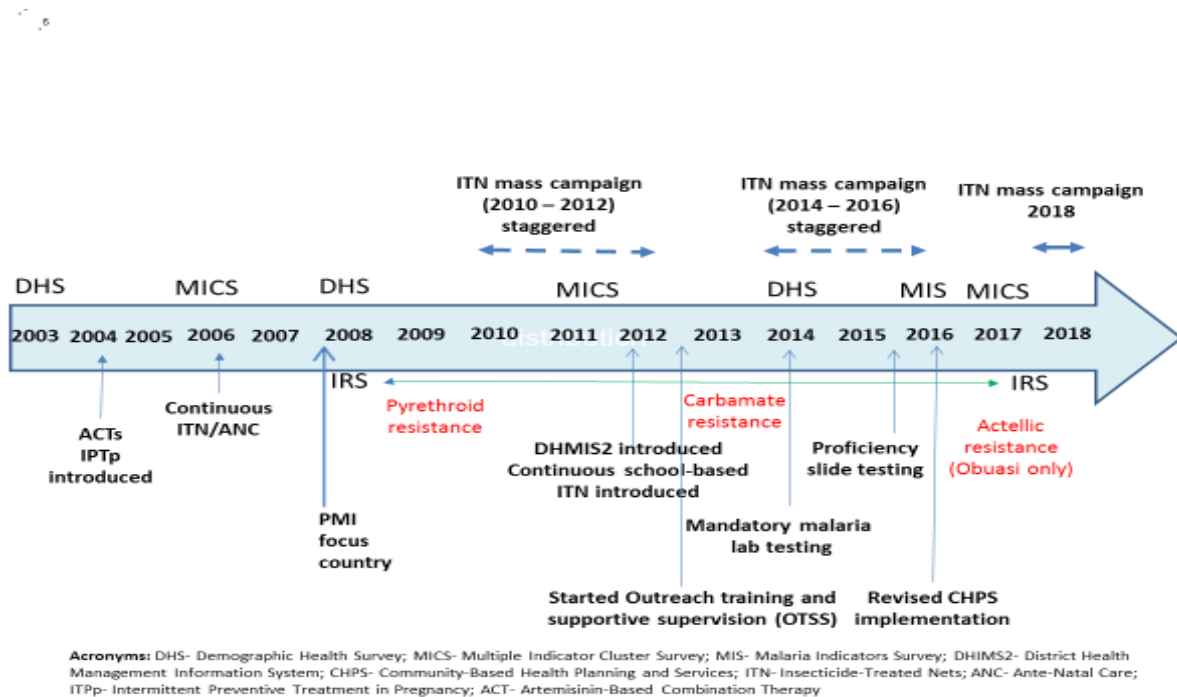 ITN mass campaign
(2010 – 2012)
staggered
ITN mass campaign
(2014 – 2016)
staggered
ITN mass campaign
2018
DHS MICS DHS MICS DHS MIS MICS
2003 2004 2005 2006 2007 2008 2009 2010 2011 2012 2013 2014 2015 2016 2017 2018
distribution
IRS IRS
Pyrethroid
resistance
Carbamate
resistance
Actellic
resistance
(Obuasi only)
ACTs
IPTp
introduced
Continuous
ITN/ANC
PMI
focus
country
DHMIS2 introduced
Continuous school-based
ITN introduced
Proficiency
slide testing
Mandatory malaria
lab testing
Started Outreach training and
supportive supervision (OTSS)
Revised CHPS
implementation
Acronyms: DHS- Demographic Health Survey; MICS- Multiple Indicator Cluster Survey; MIS- Malaria Indicators Survey; DHIMS2- District Health
Management Information System; CHPS- Community-Based Health Planning and Services; ITN- Insecticide-Treated Nets; ANC- Ante-Natal Care;
ITPp- Intermittent Preventive Treatment in Pregnancy; ACT- Artemisinin-Based Combination Therapy